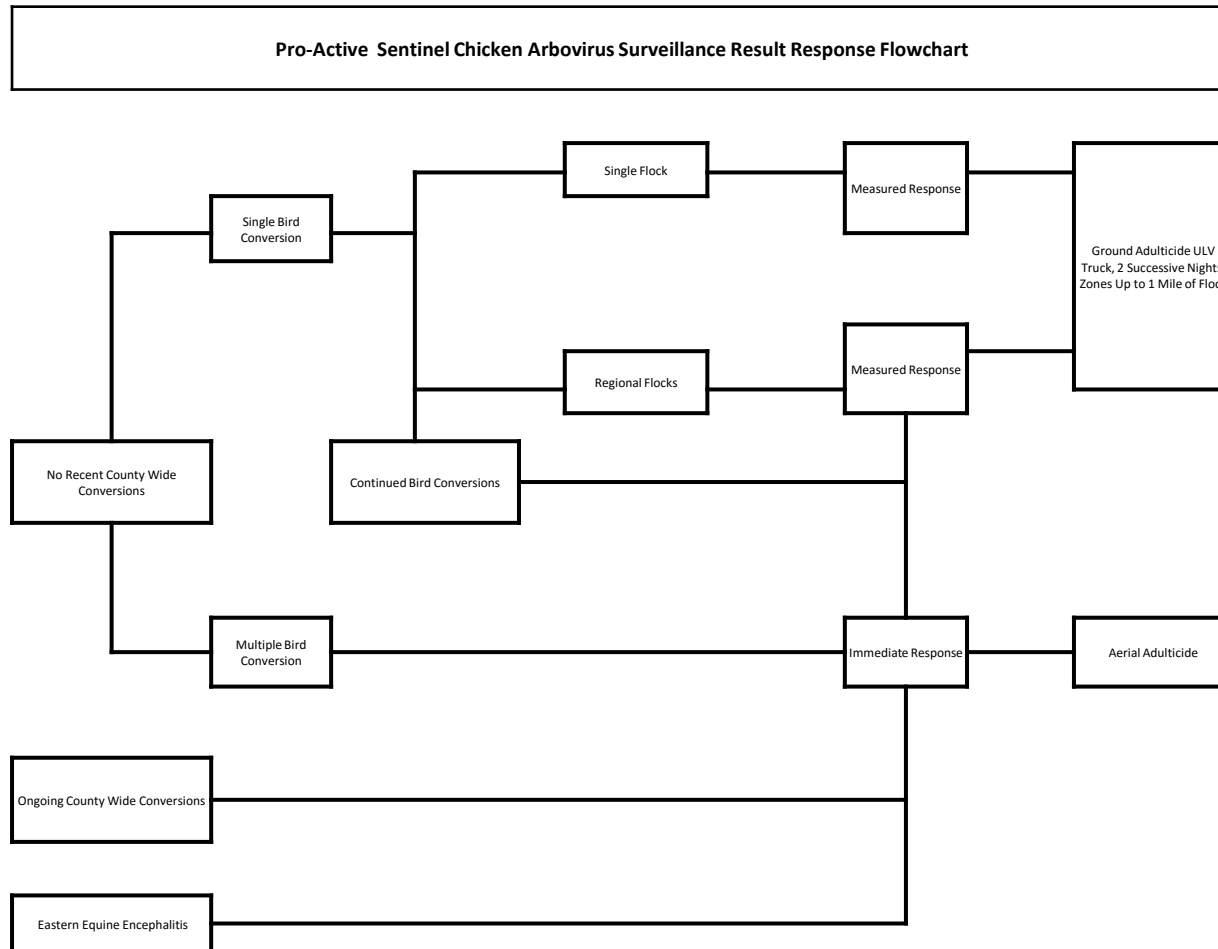 Pro-Active Sentinel Chicken Arbovirus Surveillance Result Response Flowchart
Single Flock
Measured Response
Single Bird
Conversion
Ground Adulticide ULV
Truck, 2 Successive
Zones Up to 1 Mile of
Measured Response
Regional Flocks
No Recent County Wide
Conversions
Continued Bird Conversions
Multiple Bird
Conversion
Immediate Response
Aerial Adulticide
Ongoing County Wide Conversions
Eastern Equine Encephalitis